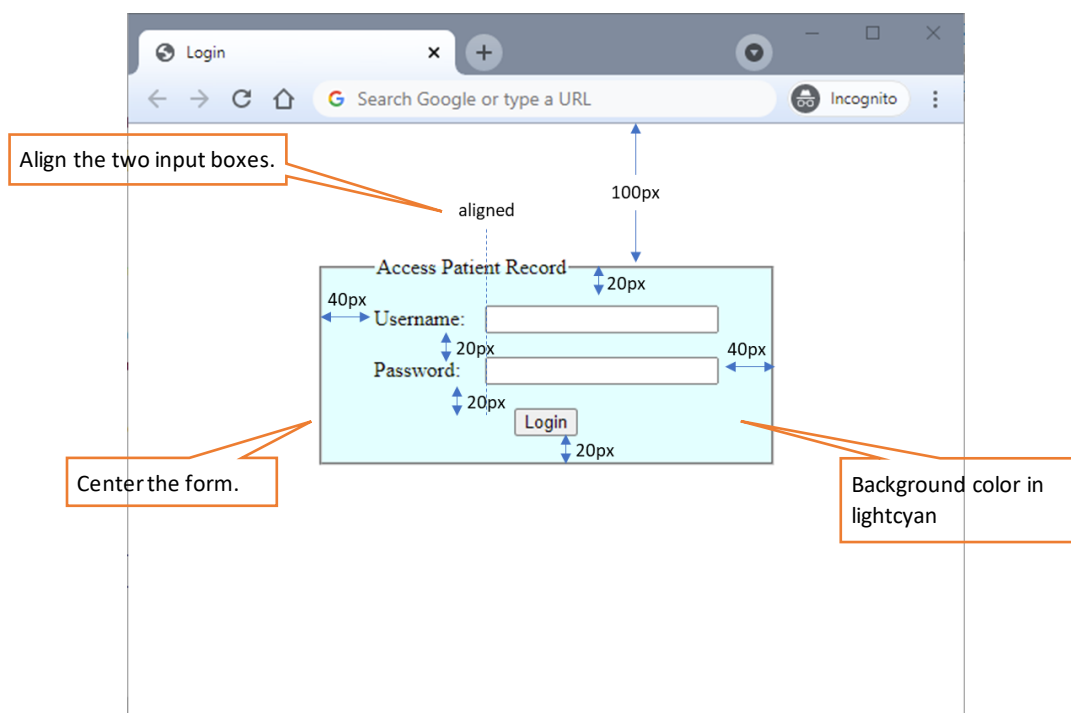 Login
Search Google or type a URL
Incognito
Align the two input boxes.
100px
aligned
Access Patient Record
20px
40px
Username:
20px
40px
Password:
20px
Login
20px
Center the form.
Background color in
lightcyan